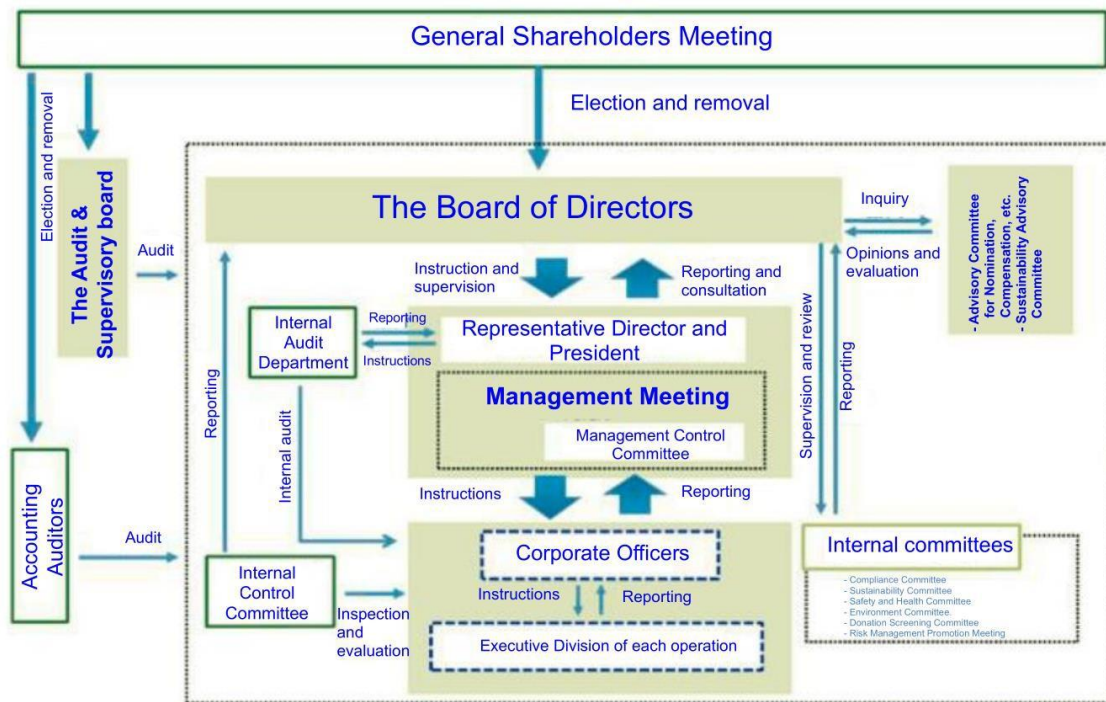 General Shareholders Meeting
Election and removal
Election and removal
The Audit &
Supervisory board
Audit
The Board of Directors
Inquiry
Opinions and
evaluation
- Advisory Committee
for Nomination,
Compensation, etc.
- Sustainability Advisory
Committee
Instruction and
supervision
Reporting and
consultation
Internal
Audit
Department
Reporting
Instructions
Representative Director and
President
Management Meeting
Management Control
Committee
Reporting
Internal audit
Supervision and review
Reporting
Instructions
Reporting
Accounting
Auditors
Audit
Internal
Control
Committee
Inspection
and
evaluation
Corporate Officers
Instructions
Reporting
Executive Division of each operation
Internal committees
- Compliance Committee
- Sustainability Committee
- Safety and Health Committee
- Environment Committee.
- Donation Screening Committee
- Risk Management Promotion Meeting